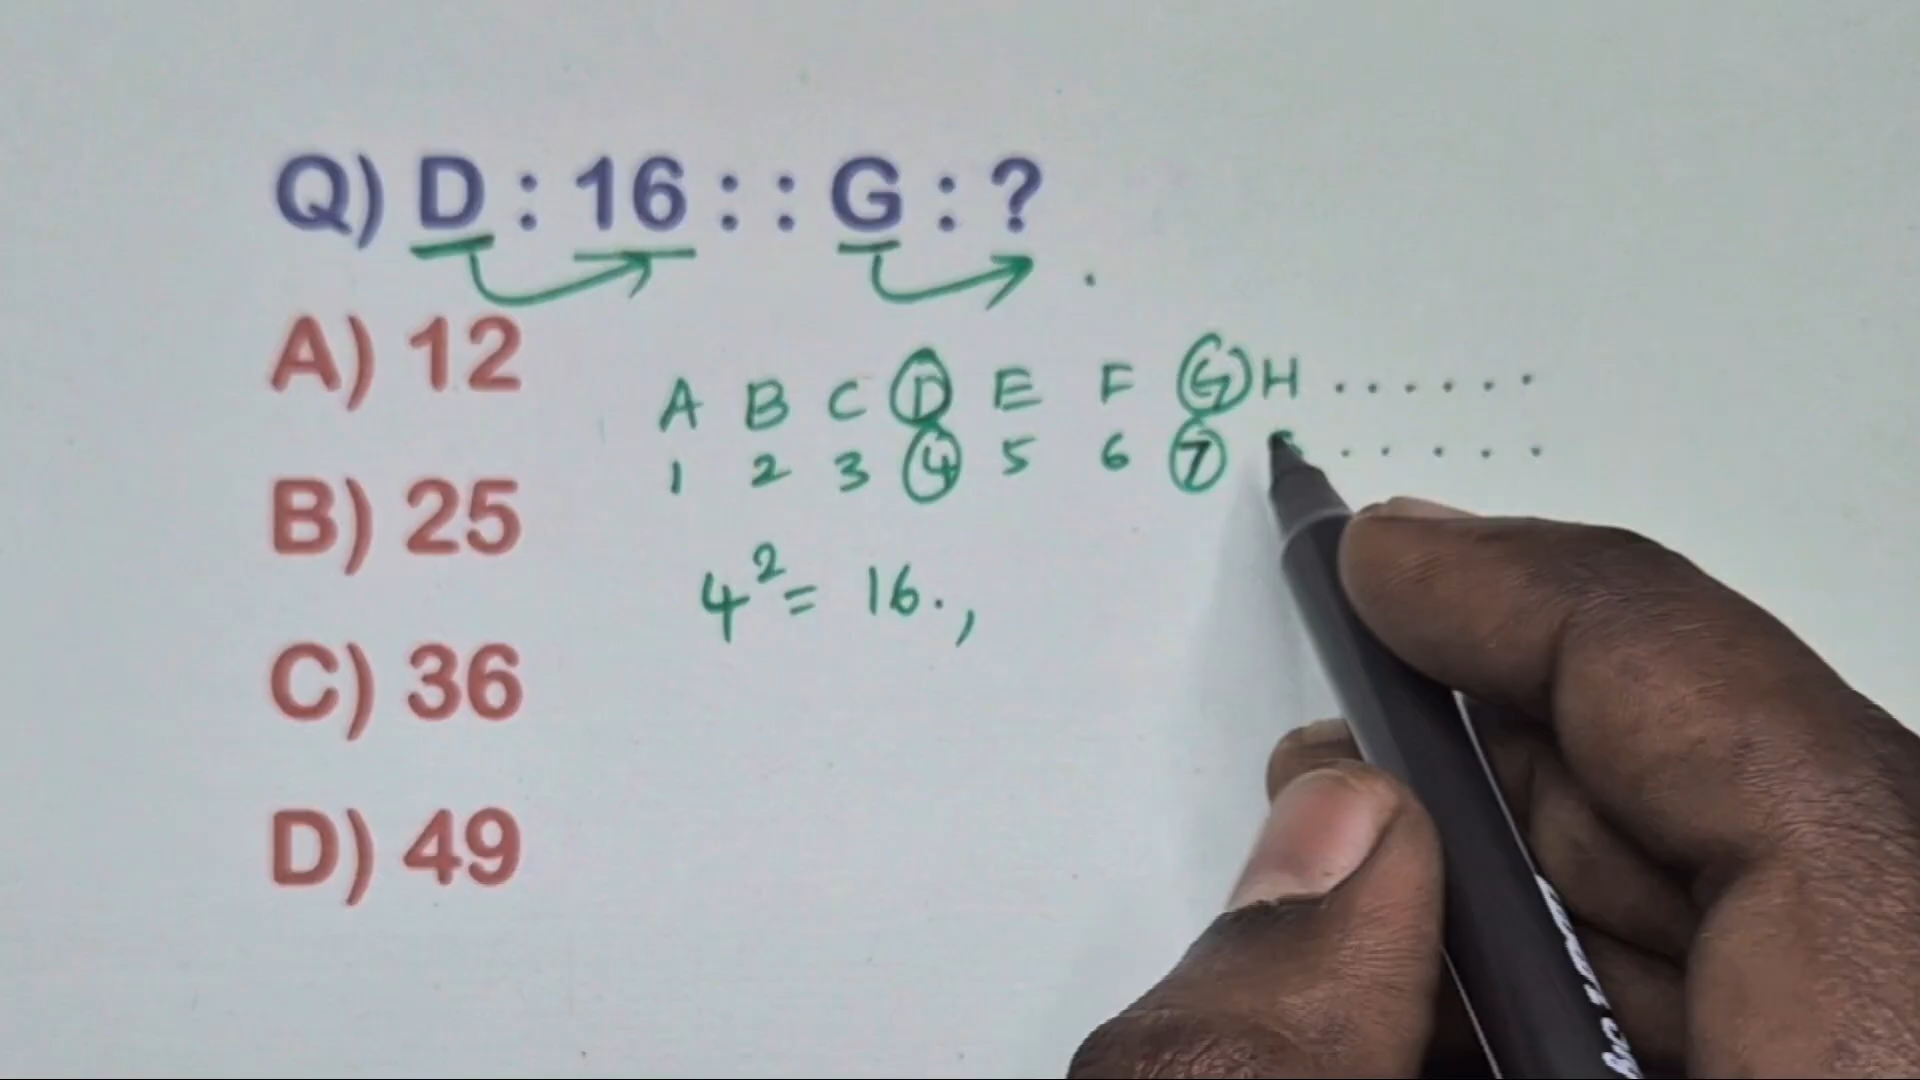 Q) D : 16 : : G : ?
A) 12
B) 25
C) 36
D) 49
A B C D E F G H . . . . . .
1 2 3 4 5 6 7 . . . . .
4² = 16.,